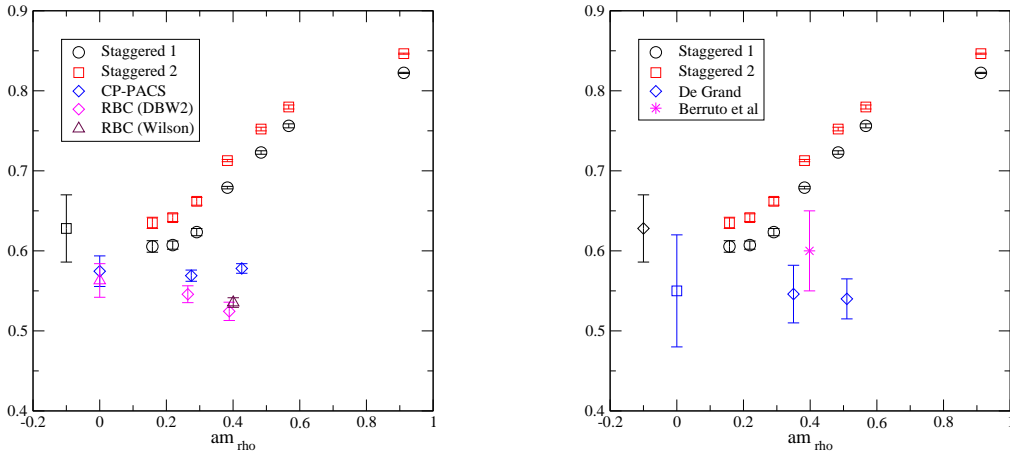 0.9
0.8
0.7
0.6
0.5
0.4
-0.2 0 0.2 0.4 0.6 0.8 1
am rho
Staggered 1
Staggered 2
CP-PACS
RBC (DBW2)
RBC (Wilson)
0.9
0.8
0.7
0.6
0.5
0.4
-0.2 0 0.2 0.4 0.6 0.8 1
am rho
Staggered 1
Staggered 2
De Grand
Berruto et al